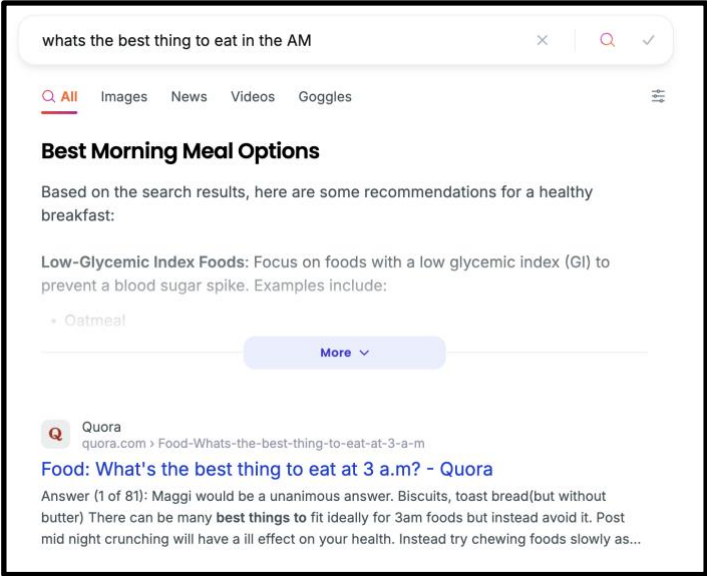 whats the best thing to eat in the AM
All Images News Videos Goggles
Best Morning Meal Options
Based on the search results, here are some recommendations for a healthy
breakfast:
Low-Glycemic Index Foods: Focus on foods with a low glycemic index (GI) to
prevent a blood sugar spike. Examples include:
• Oatmeal
More
Q Quora
quora.com › Food-Whats-the-best-thing-to-eat-at-3-a-m
Food: What's the best thing to eat at 3 a.m? - Quora
Answer (1 of 81): Maggi would be a unanimous answer. Biscuits, toast bread(but without
butter) There can be many best things to fit ideally for 3am foods but instead avoid it. Post
mid night crunching will have a ill effect on your health. Instead try chewing foods slowly as...